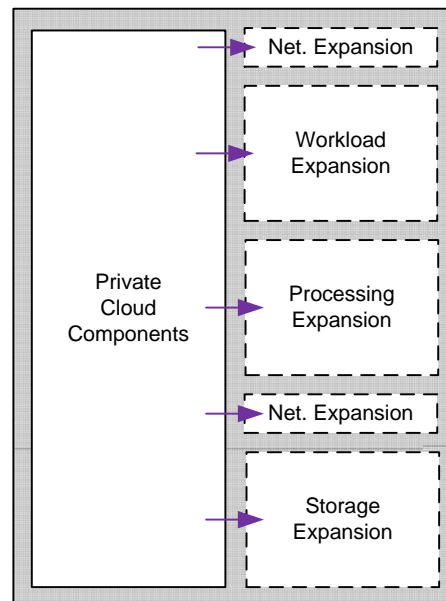 Net. Expansion
Workload
Expansion
Private
Cloud
Components
Processing
Expansion
Net. Expansion
Storage
Expansion